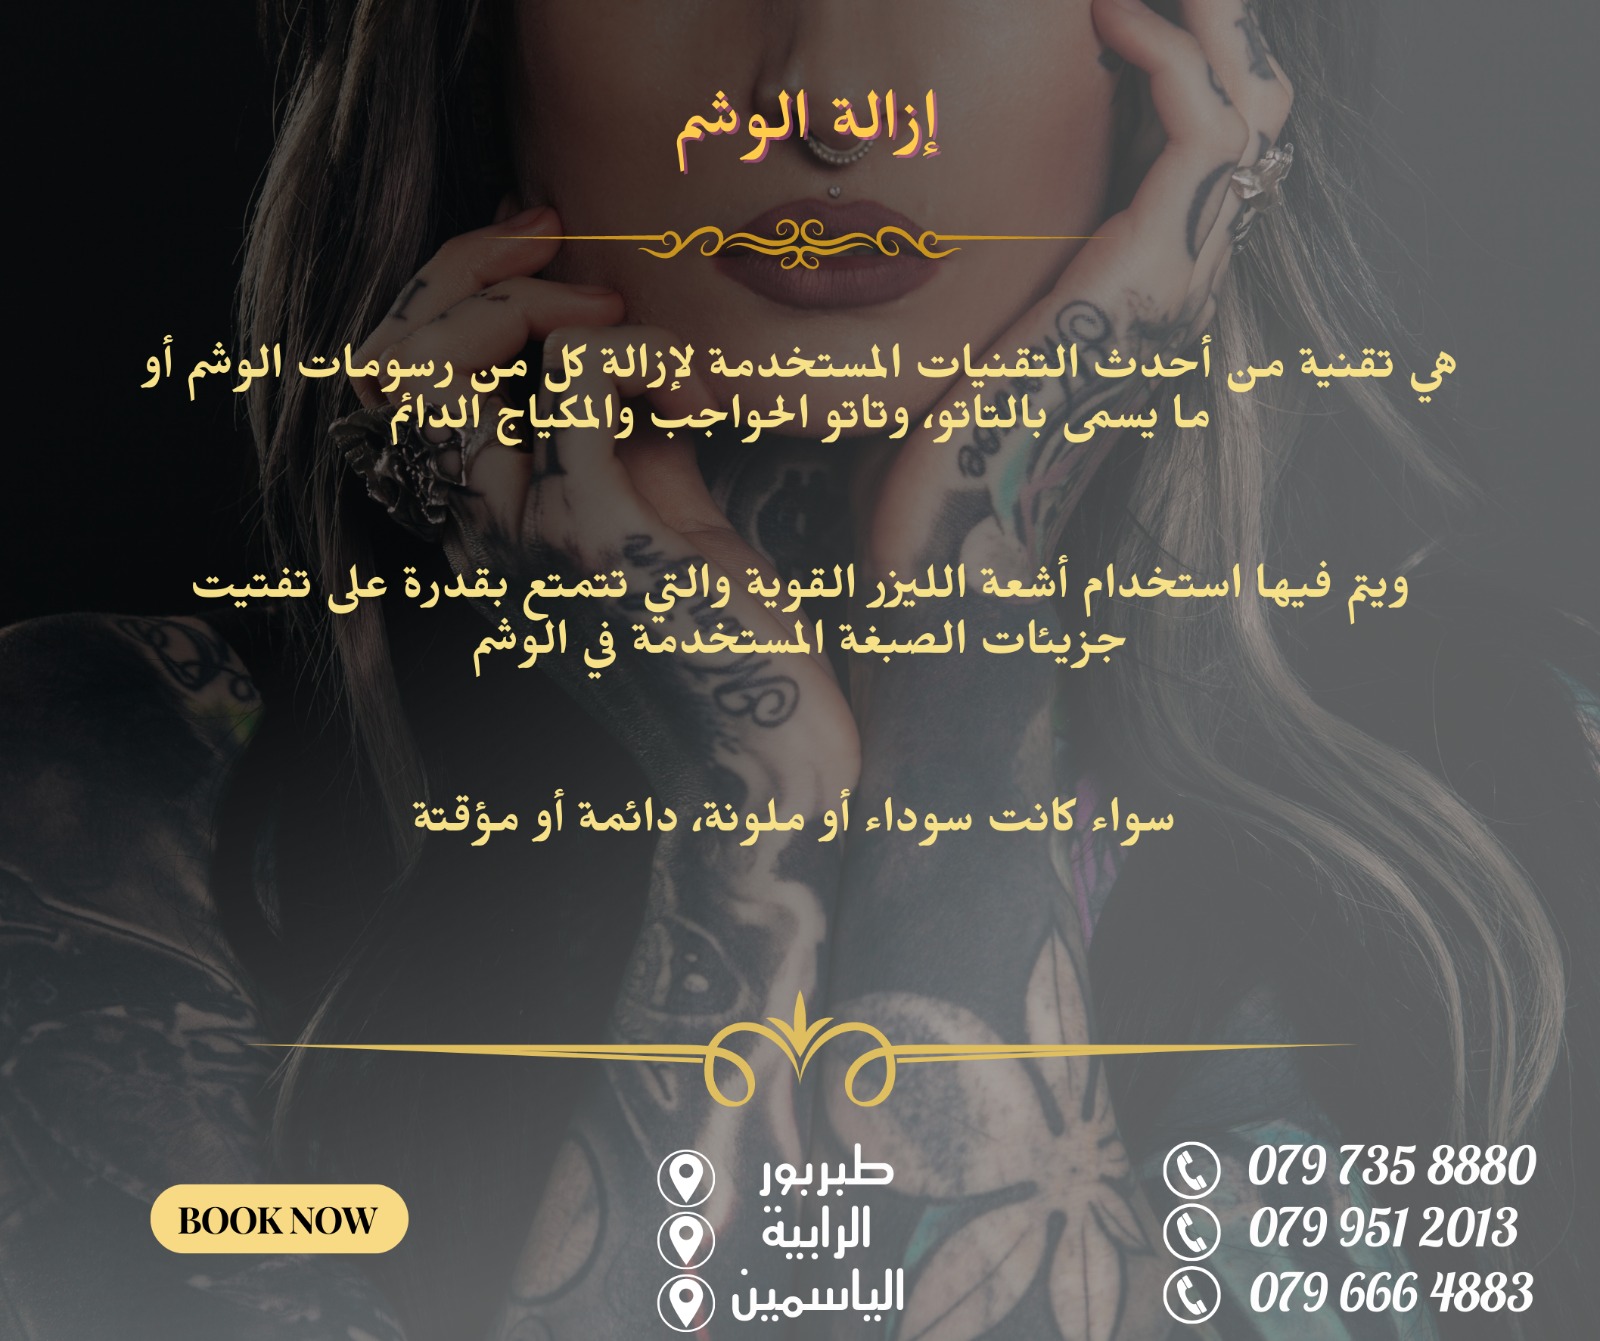 إزالة الوشم
هي تقنية من أحدث التقنيات المستخدمة لإزالة كل من رسومات الوشم أو
ما يسمى بالتاتو، وتاتو الحواجب والمكياج الدائم
ويتم فيها استخدام أشعة الليزر القوية والتي تتمتع بقدرة على تفتيت
جزيئات الصبغة المستخدمة في الوشم
سواء كانت سوداء أو ملونة، دائمة أو مؤقتة
BOOK NOW
طبربور
الرابية
الياسمين
079 735 8880
079 951 2013
079 666 4883